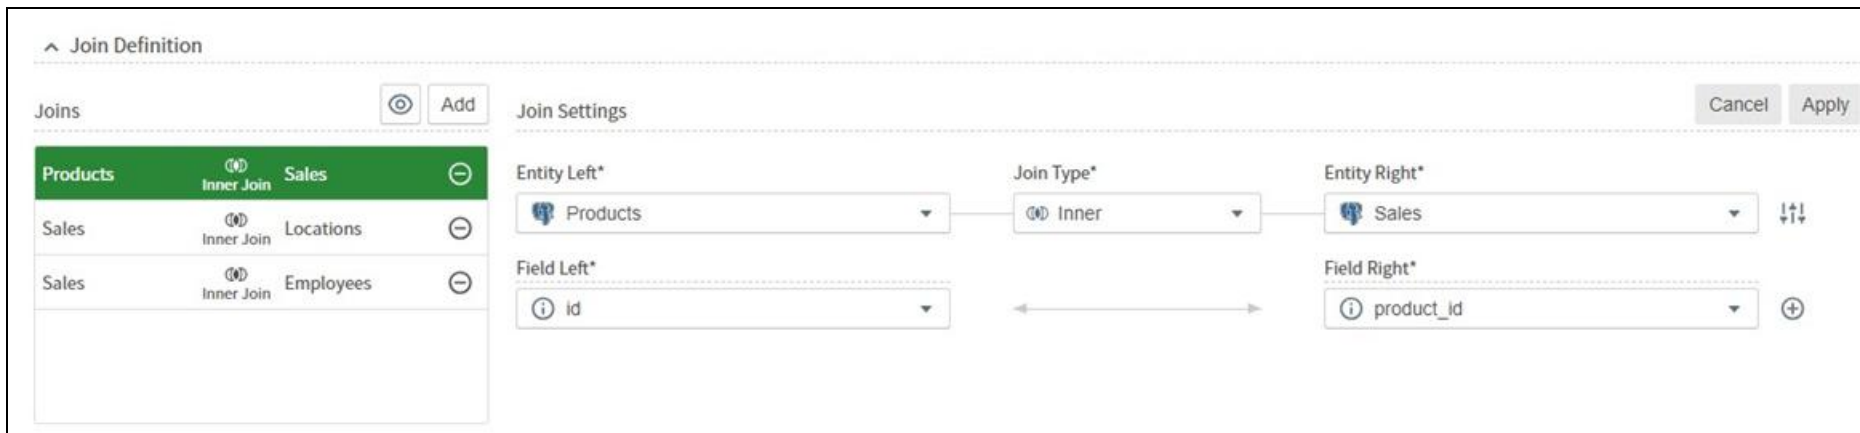 Join Definition
Joins
Add
Join Settings
Cancel
Apply
Products
Inner Join
Sales
Sales
Inner Join
Locations
Sales
Inner Join
Employees
Entity Left*
Join Type*
Entity Right*
Products
Inner
Sales
Field Left*
Field Right*
id
product_id